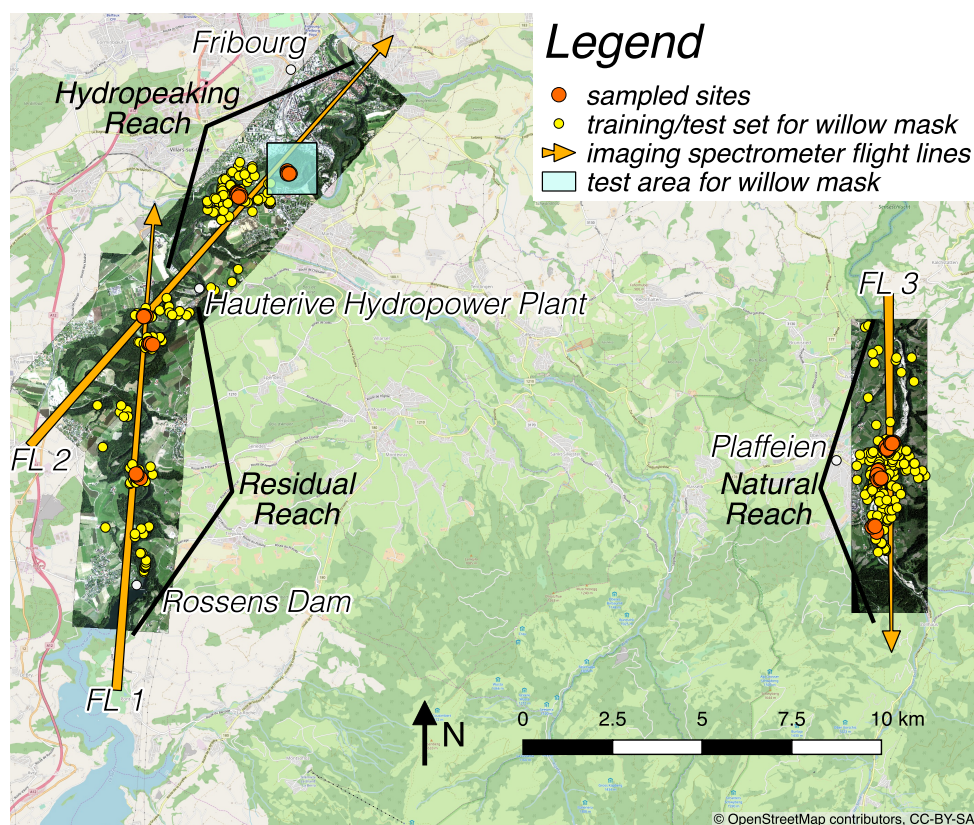 Fribourg
Hydropeaking
Reach
Legend
sampled sites
training/test set for willow mask
imaging spectrometer flight lines
test area for willow mask
Hauterive Hydropower Plant
FL 3
FL 2
Plaffeien
Natural
Reach
Residual
Reach
Rossens Dam
FL 1
N
0 2.5 5 7.5 10 km
© OpenStreetMap contributors, CC-BY-SA